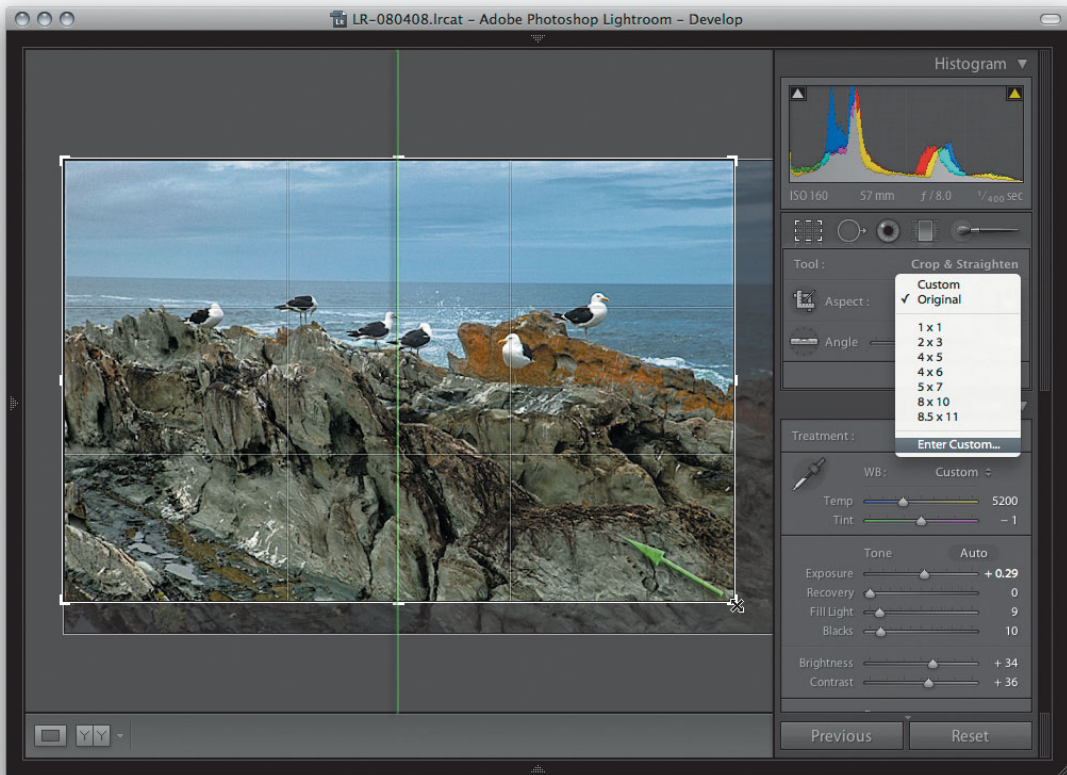 LR-080408.lrcat – Adobe Photoshop Lightroom – Develop
Histogram
ISO 160 57 mm ƒ / 8.0 1/400 sec
Tool : Crop & Straighten
Aspect :
Custom
Original
Angle
1 x 1
2 x 3
4 x 5
4 x 6
5 x 7
8 x 10
8.5 x 11
Enter Custom...
Treatment :
WB : Custom
Temp 5200
Tint – 1
Tone Auto
Exposure + 0.29
Recovery 0
Fill Light 9
Blacks 10
Brightness + 34
Contrast + 36
Y Y
Previous Reset